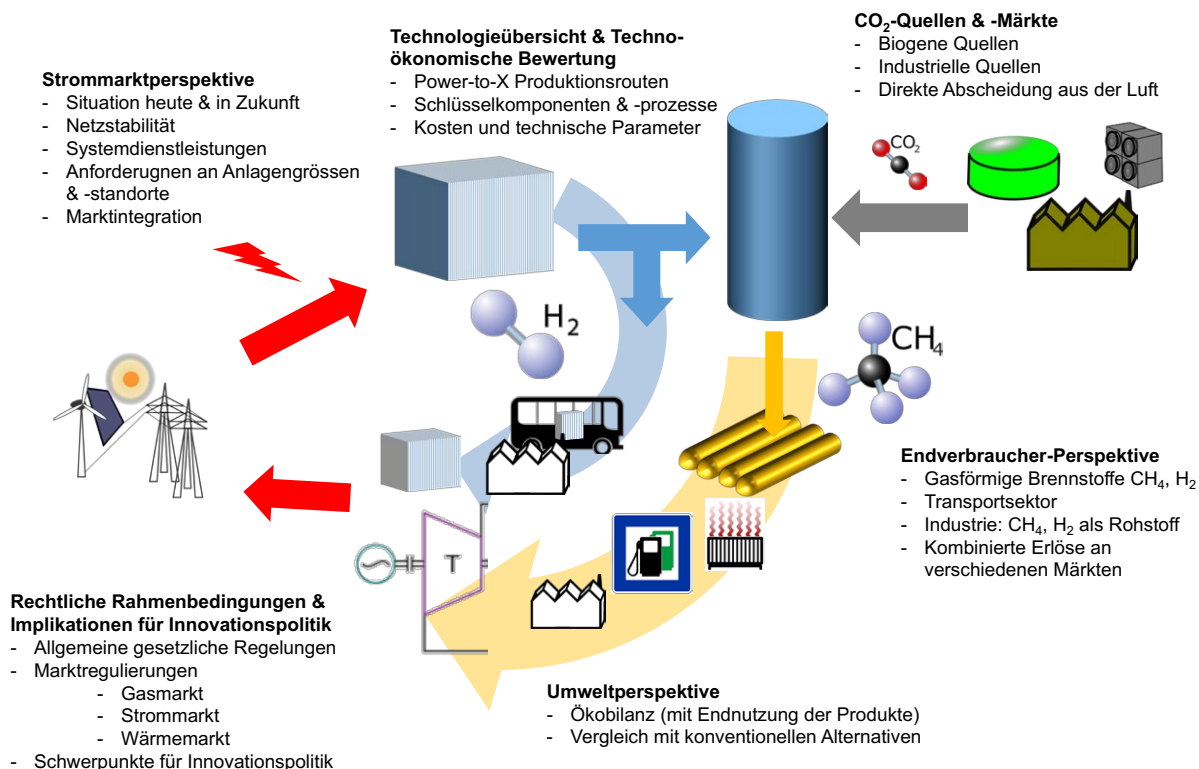 Strommarktperspektive
- Situation heute & in Zukunft
- Netzstabilität
- Systemdienstleistungen
- Anforderugnen an Anlagengrössen
& -standorte
- Marktintegration
Technologieübersicht & Techno-
ökonomische Bewertung
- Power-to-X Produktionsrouten
- Schlüsselkomponenten & -prozesse
- Kosten und technische Parameter
CO₂-Quellen & -Märkte
- Biogene Quellen
- Industrielle Quellen
- Direkte Abscheidung aus der Luft
CO₂
H₂
CH₄
T
Endverbraucher-Perspektive
- Gasförmige Brennstoffe CH₄, H₂
- Transportsektor
- Industrie: CH₄, H₂ als Rohstoff
- Kombinierte Erlöse an
verschiedenen Märkten
Rechtliche Rahmenbedingungen &
Implikationen für Innovationspolitik
- Allgemeine gesetzliche Regelungen
- Marktregulierungen
- Gasmarkt
- Strommarkt
- Wärmemarkt
- Schwerpunkte für Innovationspolitik
Umweltperspektive
- Ökobilanz (mit Endnutzung der Produkte)
- Vergleich mit konventionellen Alternativen